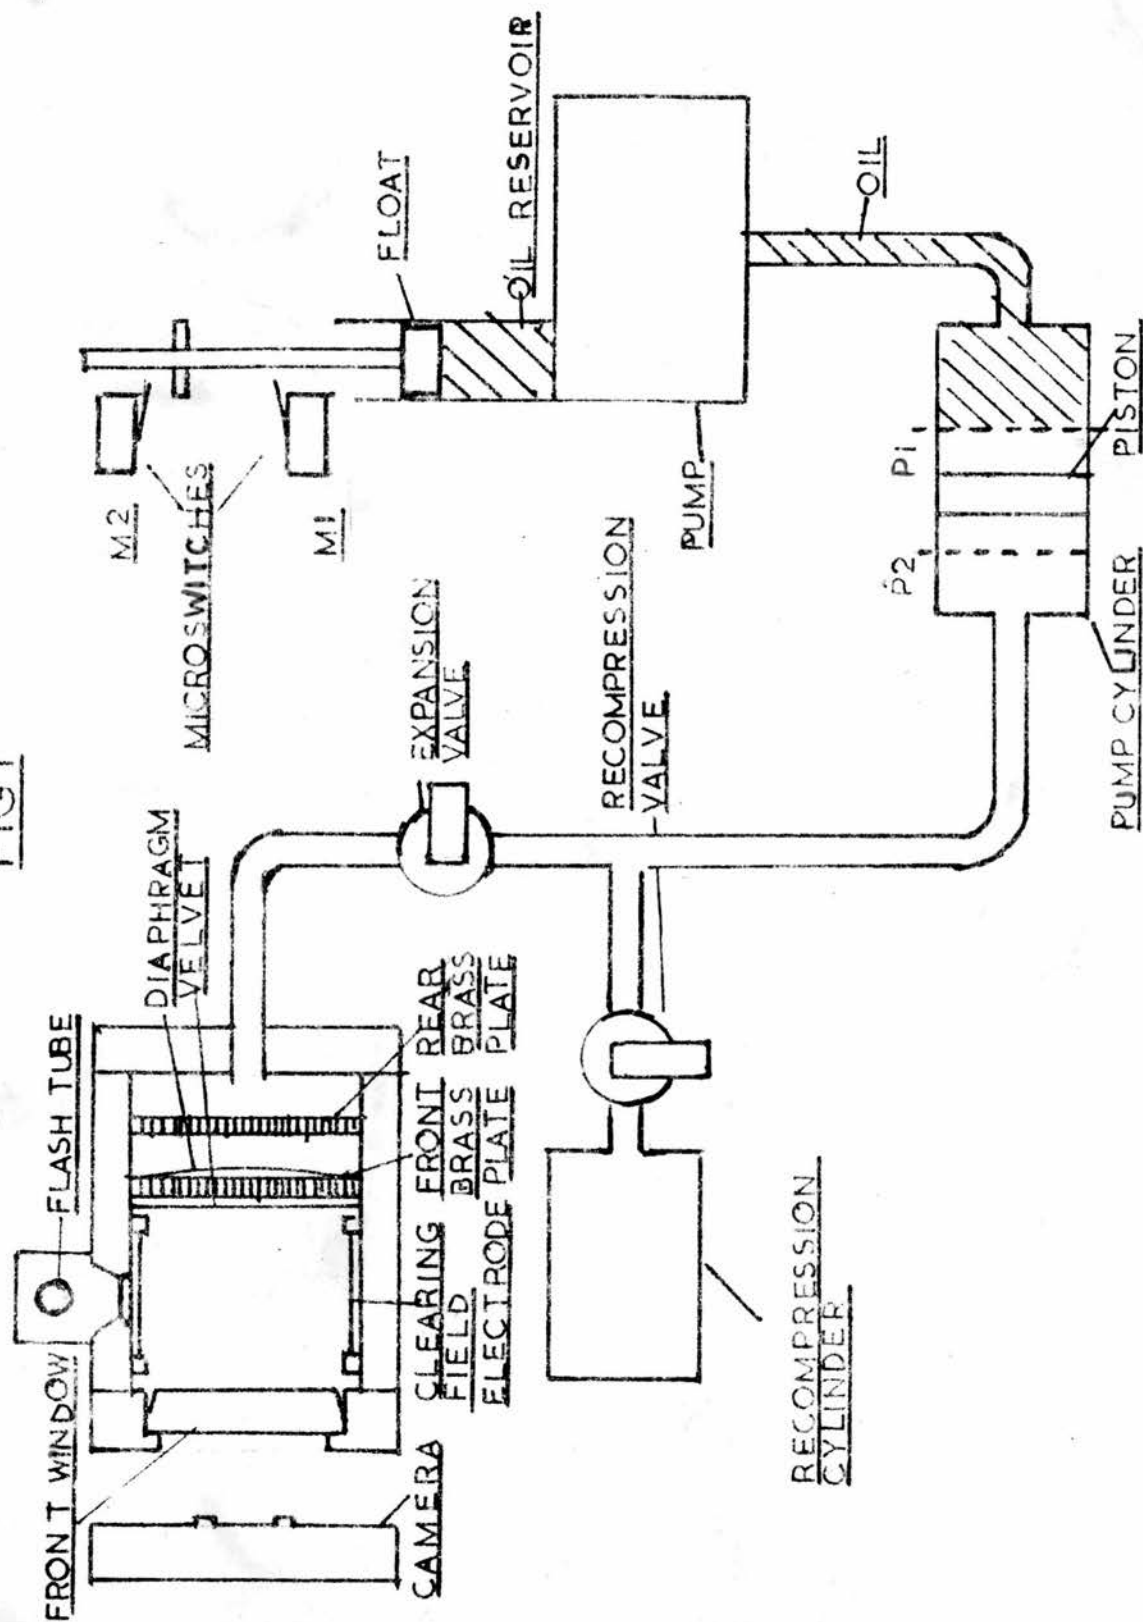 FIG 1
FRONT WINDOW
FLASH TUBE
DIAPHRAGM
VELVET
MICROSWITCHES
M2
M1
FLOAT
OIL RESERVOIR
CAMERA
CLEARING
FIELD
ELECTRODE
FRONT
BRASS
PLATE
REAR
BRASS
PLATE
EXPANSION
VALVE
PUMP
OIL
RECOMPRESSION
VALVE
RECOMPRESSION
CYLINDER
P2
P1
PUMP CYLINDER
PISTON